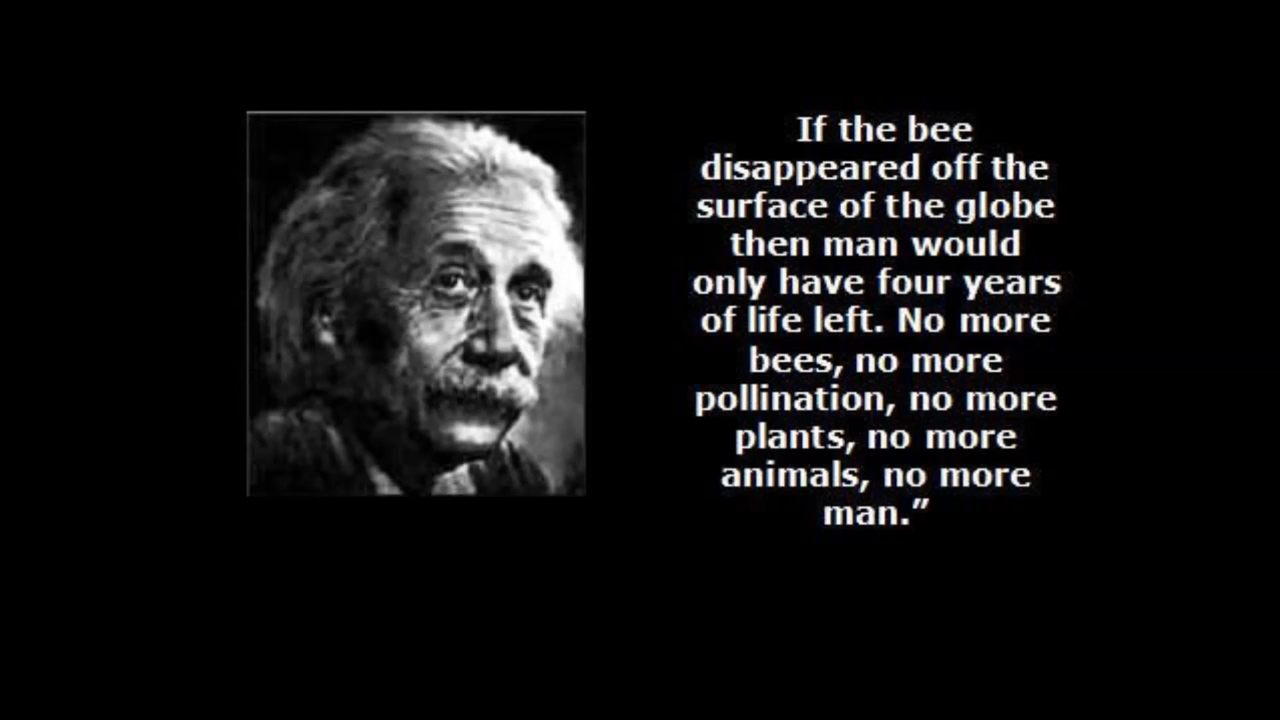 If the bee
disappeared off the
surface of the globe
then man would
only have four years
of life left. No more
bees, no more
pollination, no more
plants, no more
animals, no more
man.”